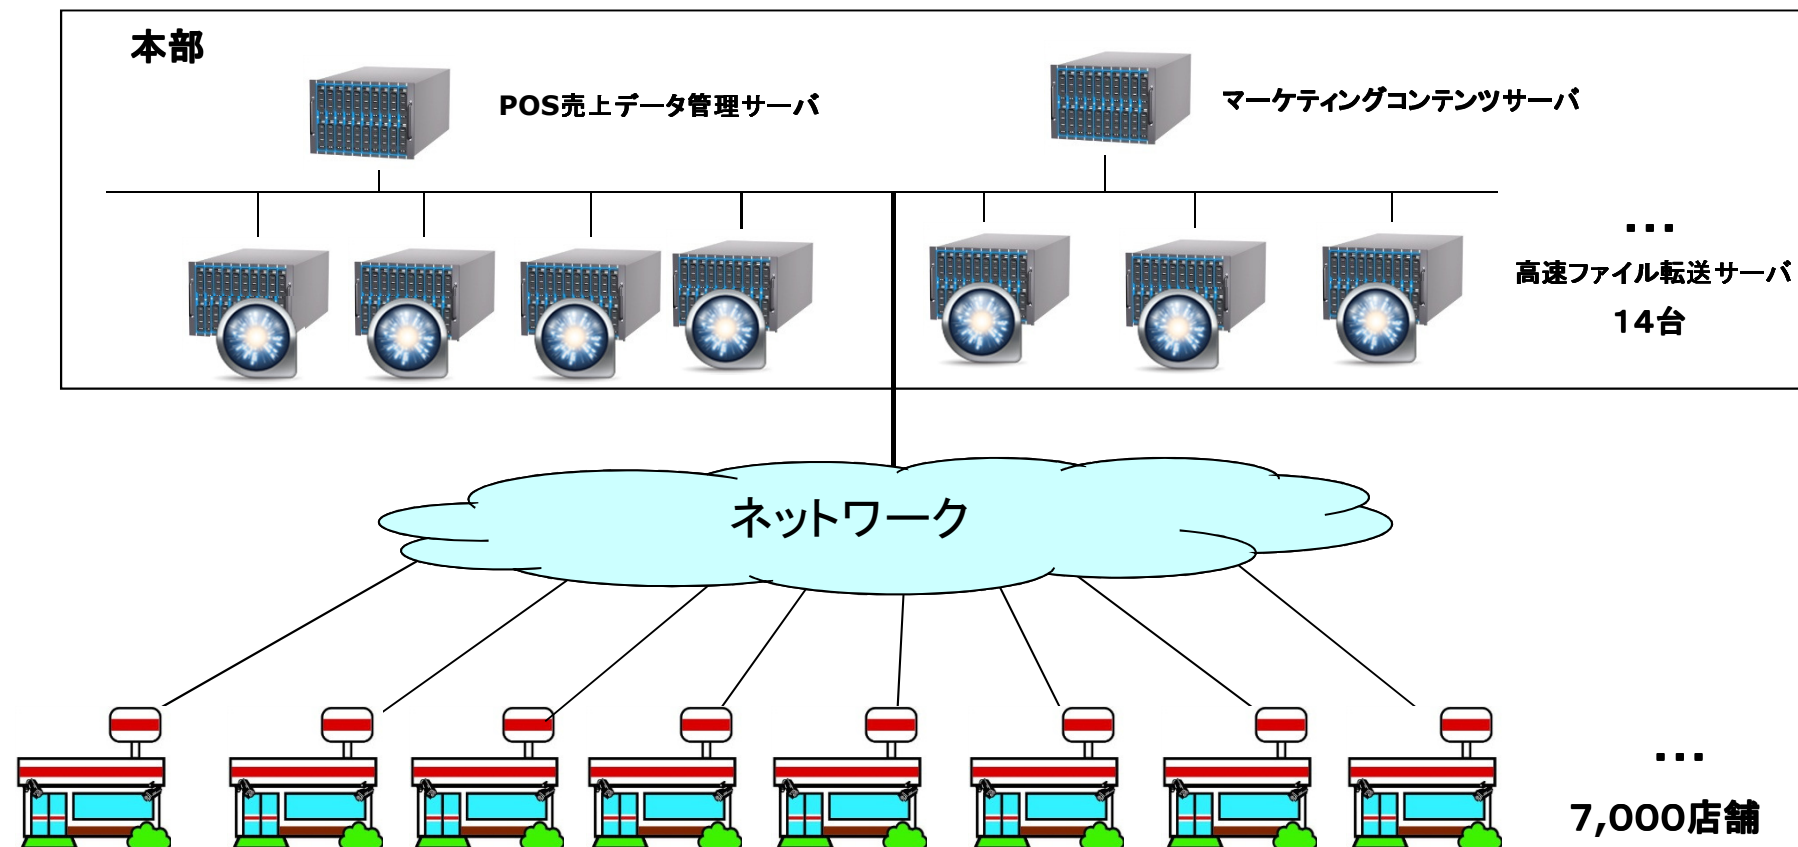 本部
POS売上データ管理サーバ
マーケティングコンテンツサーバ
...
高速ファイル転送サーバ
14台
ネットワーク
...
7,000店舗